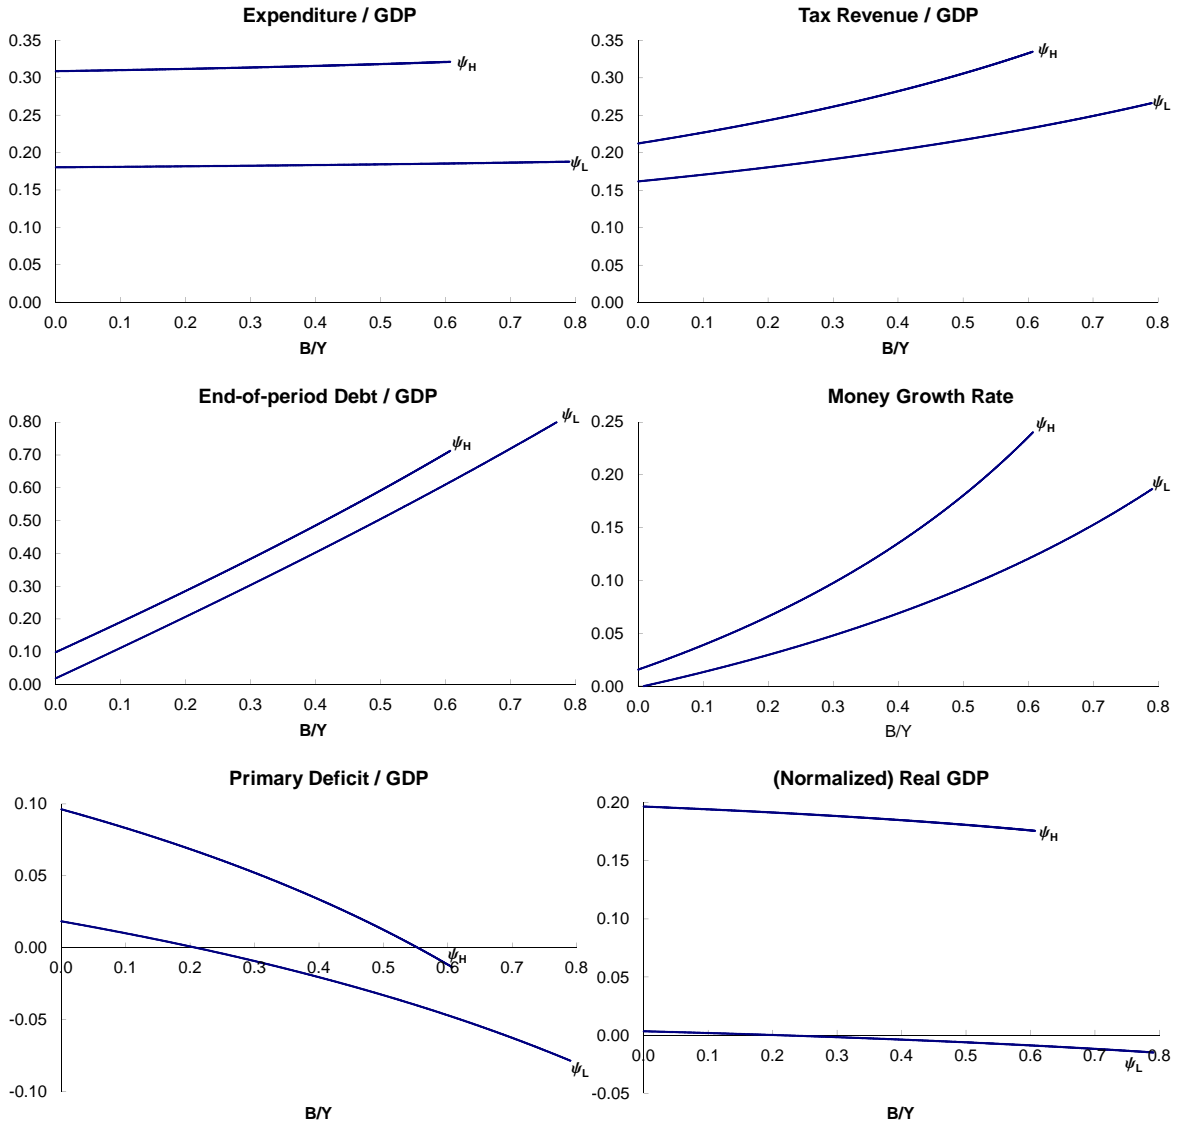 Expenditure / GDP
0.35
0.30
0.25
0.20
0.15
0.10
0.05
0.00
0.0 0.1 0.2 0.3 0.4 0.5 0.6 0.7 0.8
B/Y
ψH
ψL
Tax Revenue / GDP
0.35
0.30
0.25
0.20
0.15
0.10
0.05
0.00
0.0 0.1 0.2 0.3 0.4 0.5 0.6 0.7 0.8
B/Y
ψH
ψL
End-of-period Debt / GDP
0.80
0.70
0.60
0.50
0.40
0.30
0.20
0.10
0.00
0.0 0.1 0.2 0.3 0.4 0.5 0.6 0.7 0.8
B/Y
ψL
ψH
Money Growth Rate
0.25
0.20
0.15
0.10
0.05
0.00
0.0 0.1 0.2 0.3 0.4 0.5 0.6 0.7 0.8
B/Y
ψH
ψL
Primary Deficit / GDP
0.10
0.05
0.00
-0.05
-0.10
0.0 0.1 0.2 0.3 0.4 0.5 0.6 0.7 0.8
B/Y
ψH
ψL
(Normalized) Real GDP
0.20
0.15
0.10
0.05
0.00
-0.05
0.0 0.1 0.2 0.3 0.4 0.5 0.6 0.7 0.8
B/Y
ψH
ψL